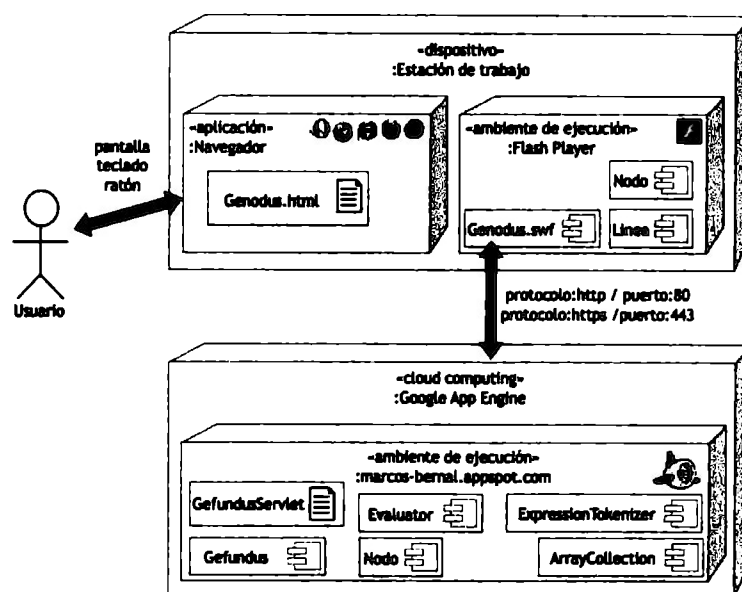 «dispositivo»
:Estación de trabajo
«aplicación»
:Navegador
Genodus.html
«ambiente de ejecución»
:Flash Player
Nodo
Genodus.swf
Linea
pantalla
teclado
ratón
Usuario
protocolo:http / puerto:80
protocolo:https /puerto:443
«cloud computing»
:Google App Engine
«ambiente de ejecución»
:marcos-bernal.appspot.com
GefundusServlet
Evaluator
ExpressionTokenizer
Gefundus
Nodo
ArrayCollection